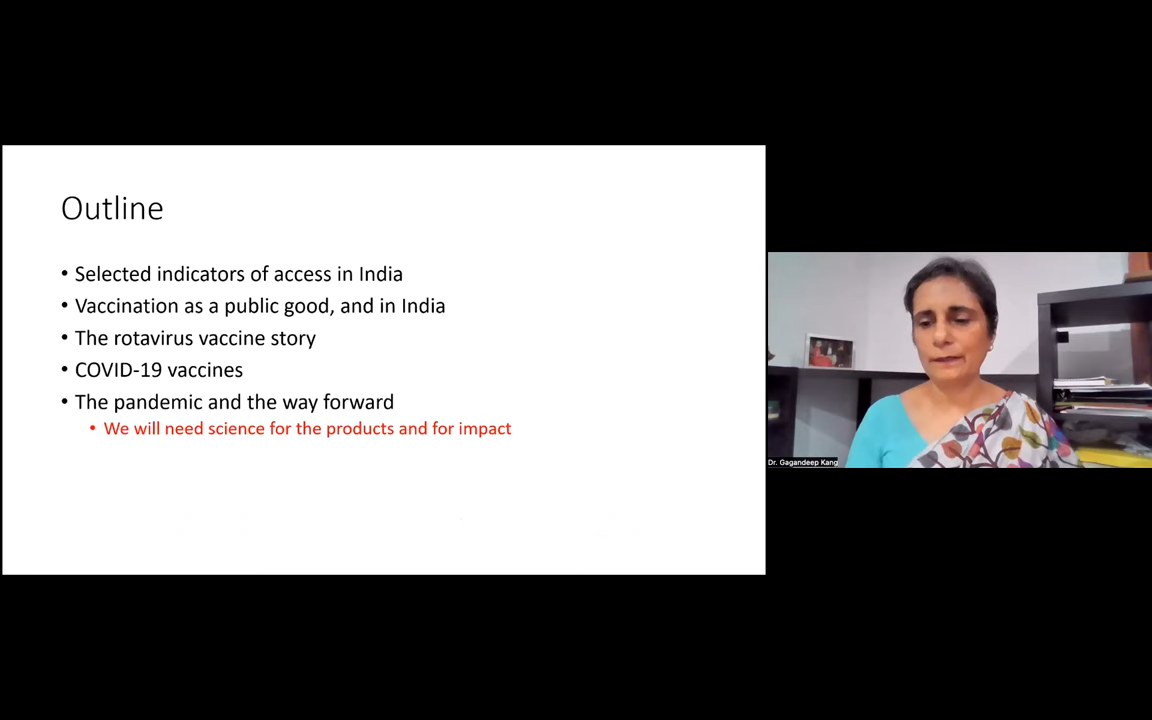 Outline
• Selected indicators of access in India
• Vaccination as a public good, and in India
• The rotavirus vaccine story
• COVID-19 vaccines
• The pandemic and the way forward
• We will need science for the products and for impact
Dr. Gagandeep Kang